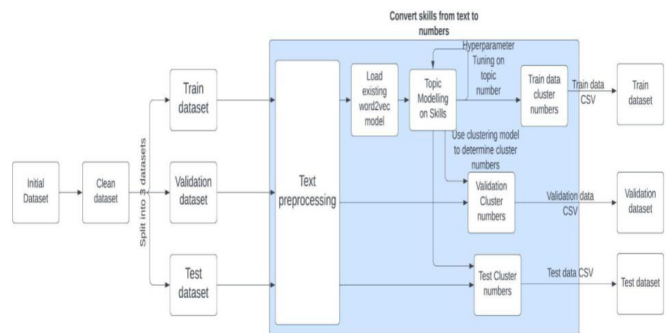 Convert skills from text to
numbers
Hyperparameter
Tuning on
topic
number
Train
dataset
Load
existing
word2vec
model
Topic
Modelling
on Skills
Train data
cluster
numbers
Train data
CSV
Train
dataset
Use clustering model
to determine cluster
numbers
Initial
Dataset
Clean
dataset
Split into 3 datasets
Validation
dataset
Text
preprocessing
Validation
Cluster
numbers
Validation data
CSV
Validation
dataset
Test
dataset
Test Cluster
numbers
Test data CSV
Test dataset